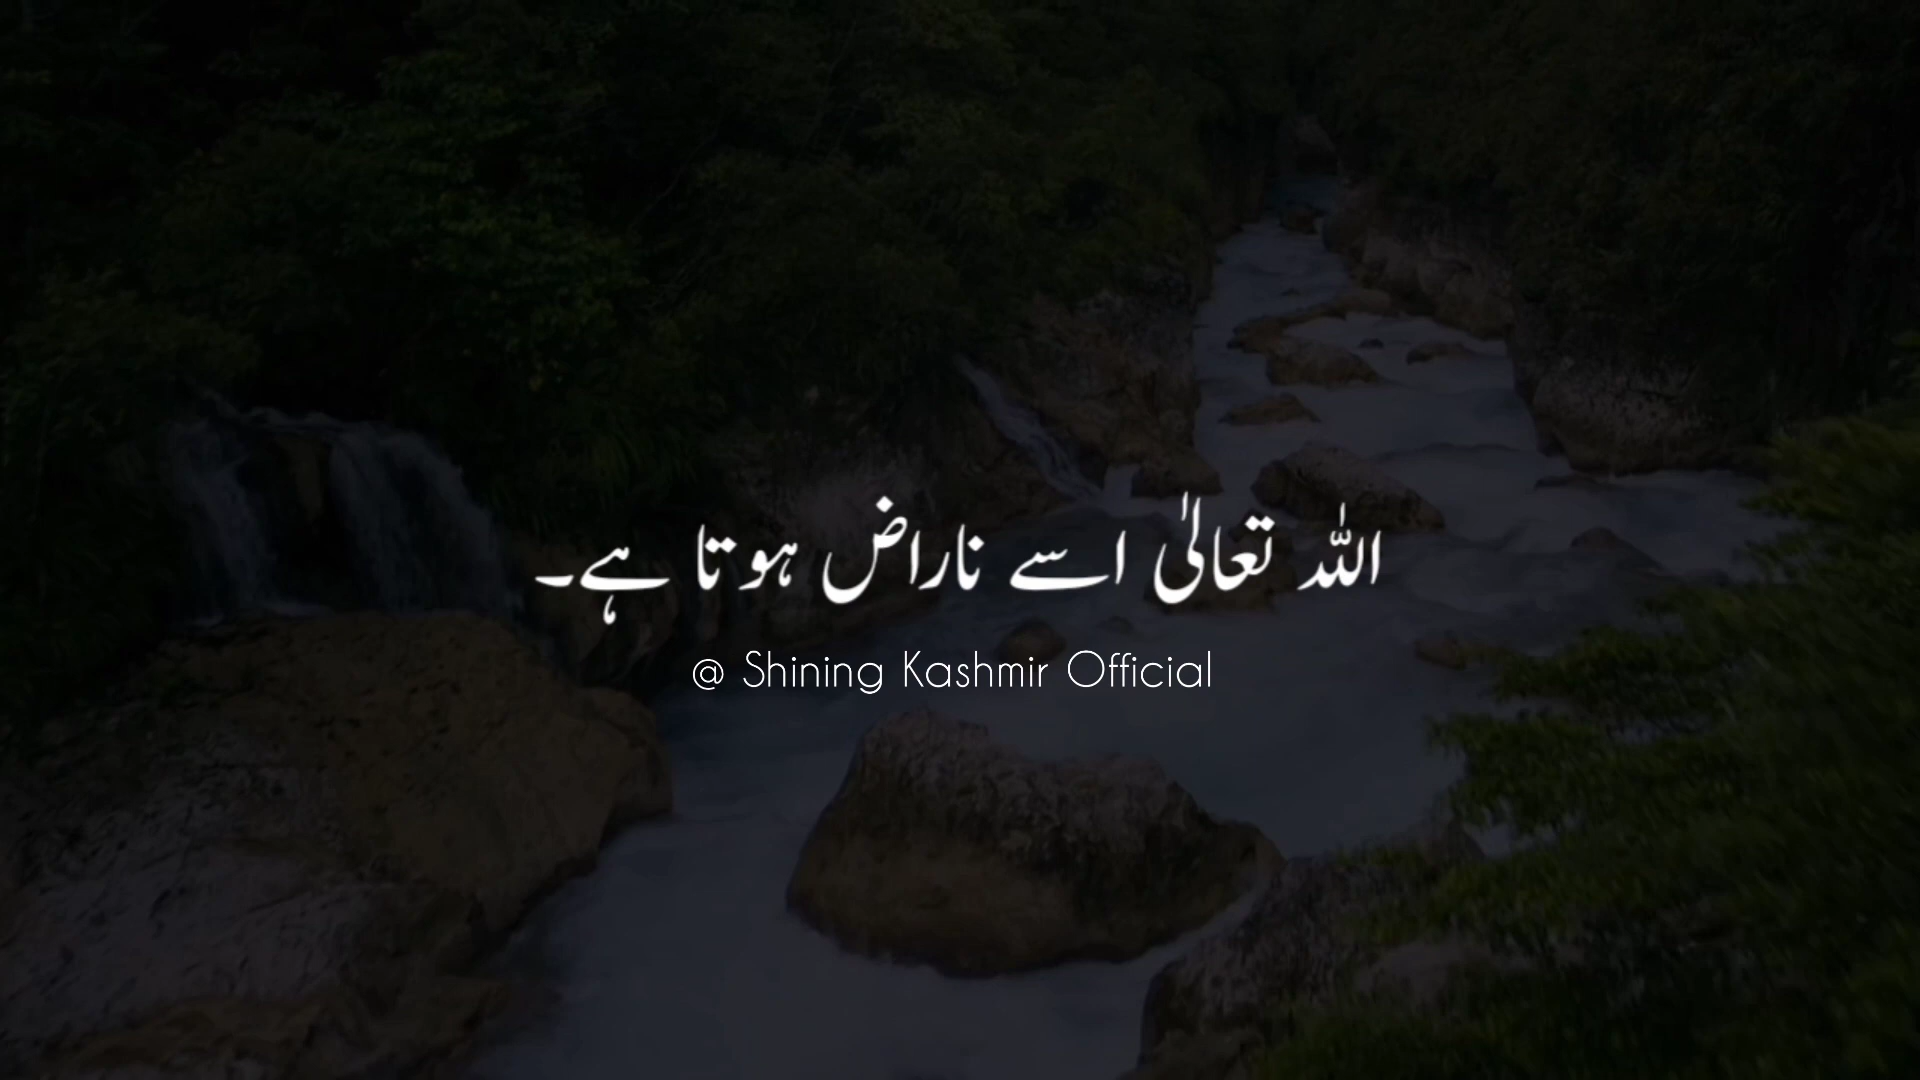 اللہ تعالیٰ اسے ناراض ہوتا ہے۔
@ Shining Kashmir Official